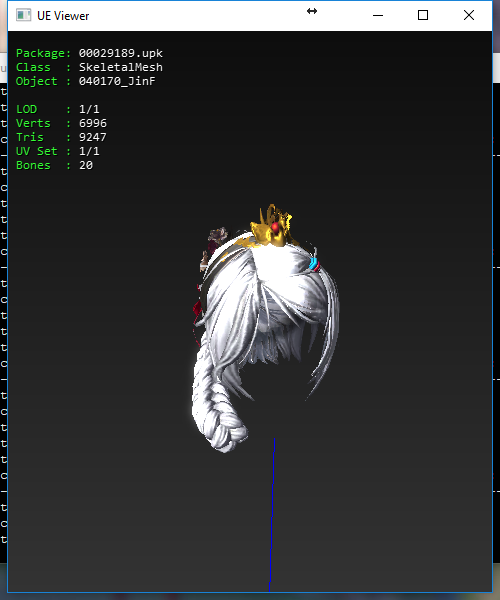 UE Viewer
Package: 00029189.upk
Class  : SkeletalMesh
Object : 040170_JinF
LOD    : 1/1
Verts  : 6996
Tris   : 9247
UV Set : 1/1
Bones  : 20